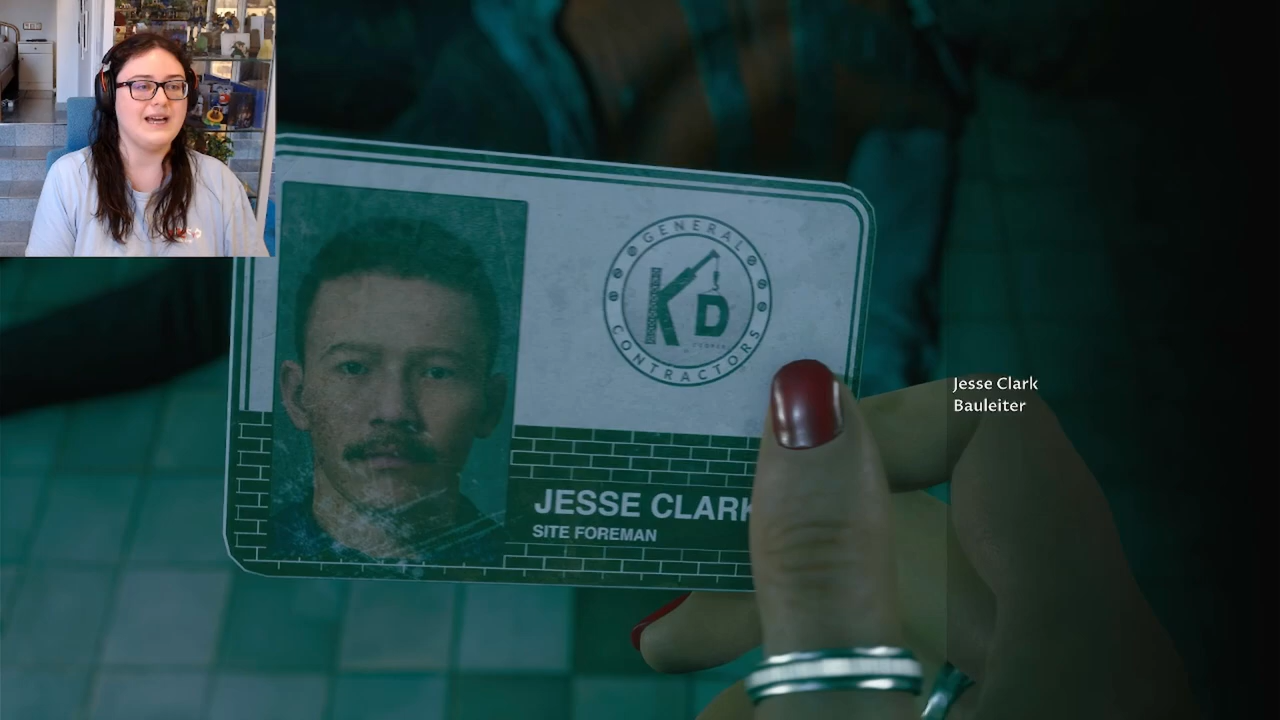 GENERAL
KD
CONTRACTORS
JESSE CLARK
SITE FOREMAN
Jesse Clark
Bauleiter